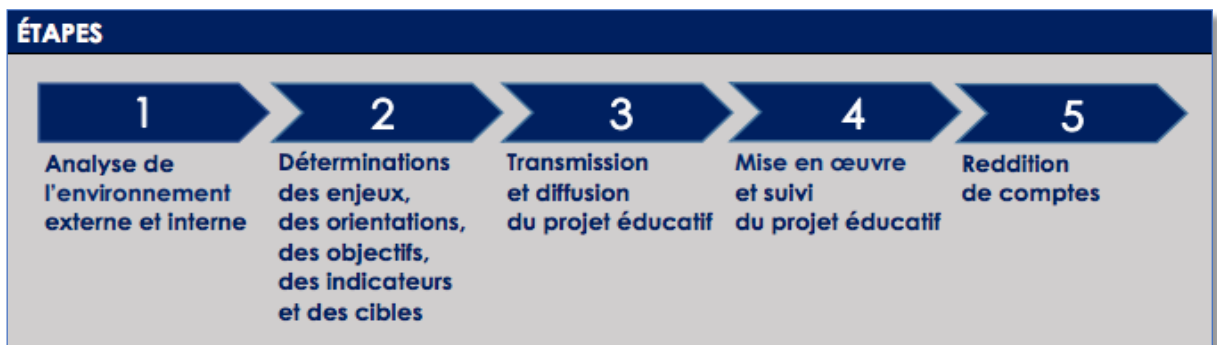 ÉTAPES
1
Analyse de
l'environnement
externe et interne
2
Déterminations
des enjeux,
des orientations,
des objectifs,
des indicateurs
et des cibles
3
Transmission
et diffusion
du projet éducatif
4
Mise en œuvre
et suivi
du projet éducatif
5
Reddition
de comptes